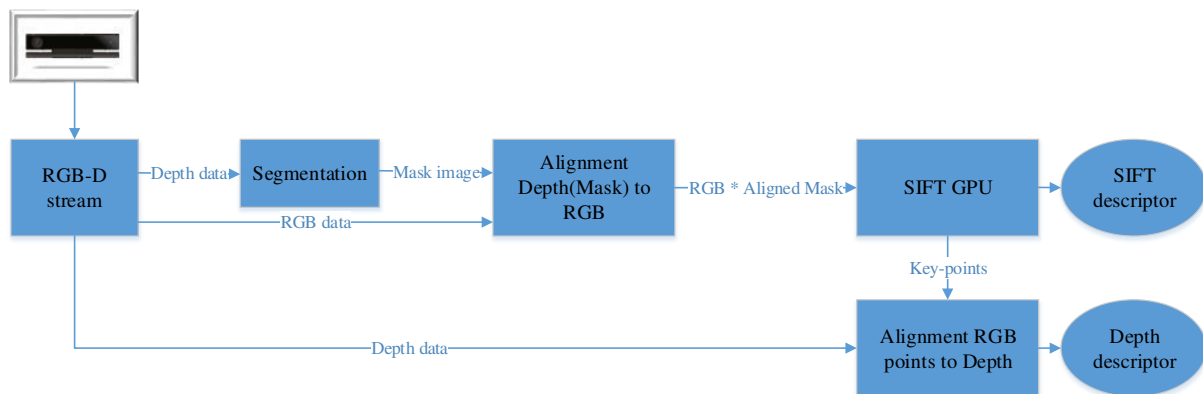 RGB-D
stream
Depth data
Segmentation
Mask image
Alignment
Depth(Mask) to
RGB
RGB data
RGB * Aligned Mask
SIFT GPU
SIFT
descriptor
Key-points
Depth data
Alignment RGB
points to Depth
Depth
descriptor